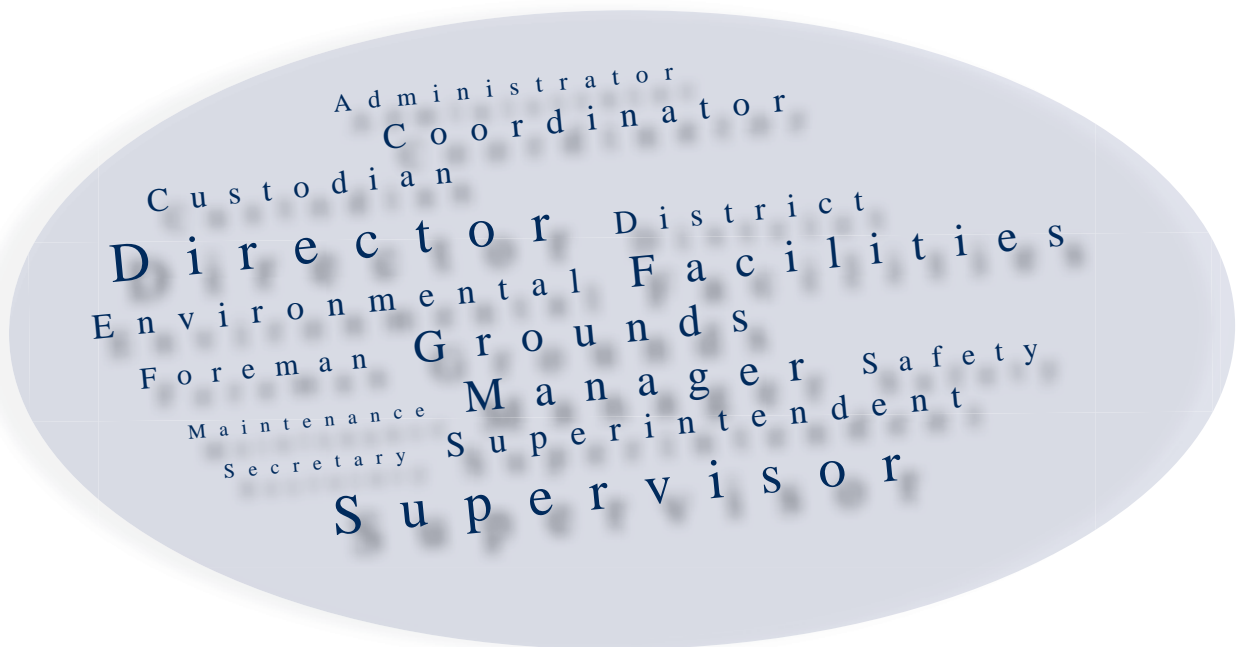 Administrator
Coordinator
Custodian
Director District
Environmental Facilities
Foreman Grounds
Maintenance Manager Safety
Secretary Superintendent
Supervisor